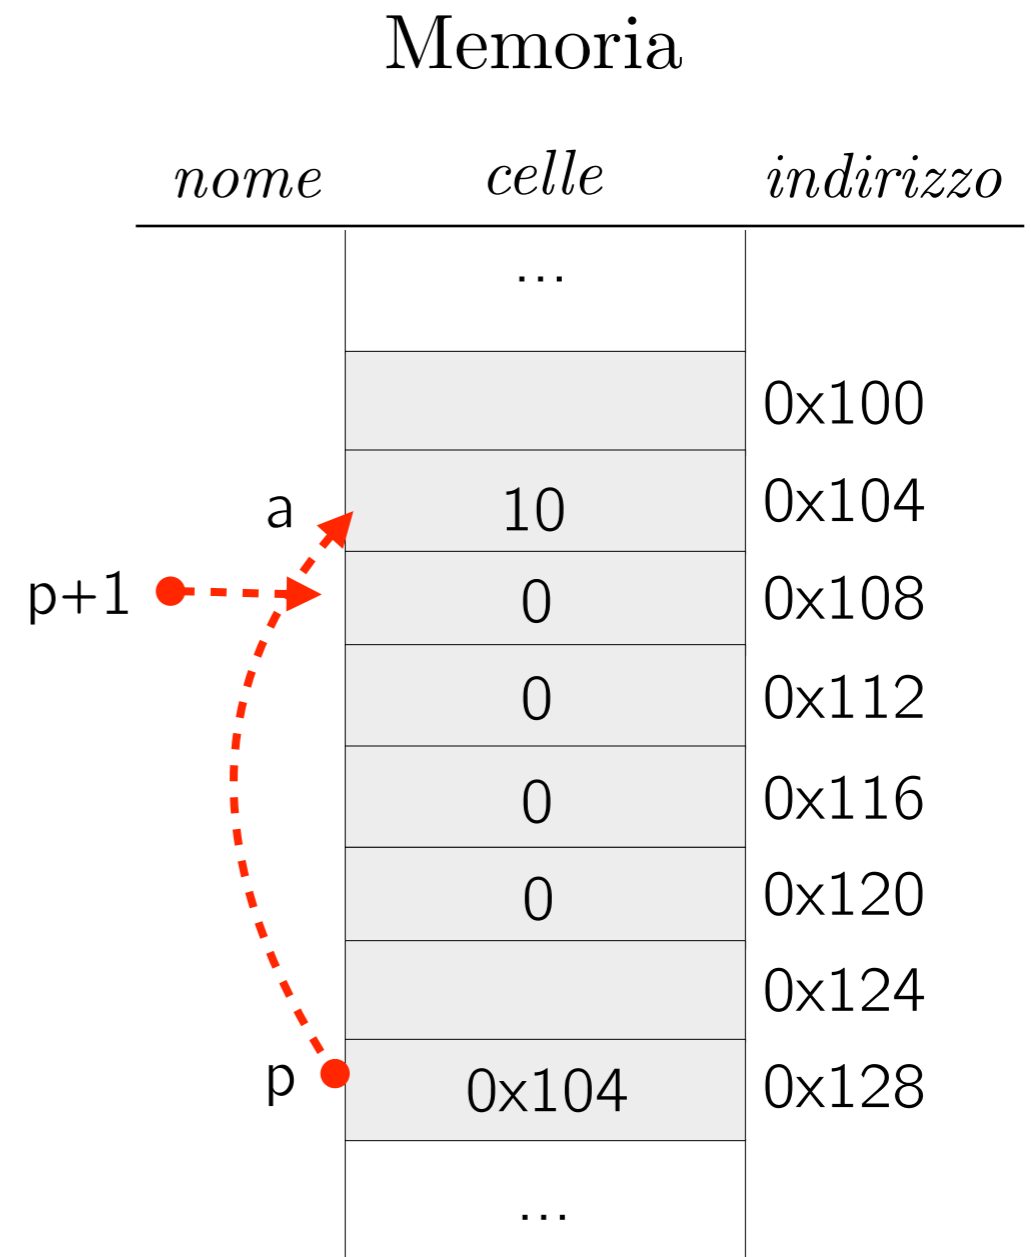 Memoria
nome celle indirizzo
...
0x100
a 10 0x104
p+1 0 0x108
0 0x112
0 0x116
0 0x120
0x124
p 0x104 0x128
...